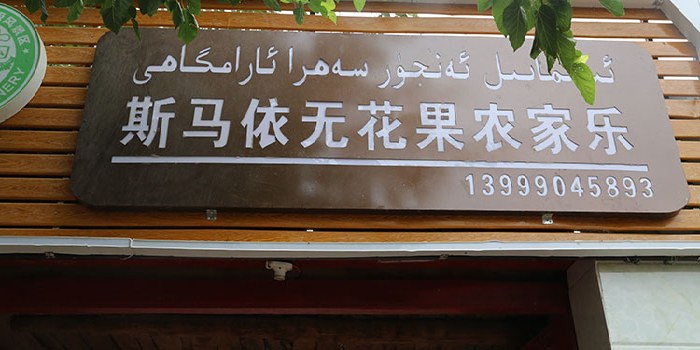 ئىسمائىل ئەنجۈر سەھرا ئارامگاھى
斯马依无花果农家乐
13999045893